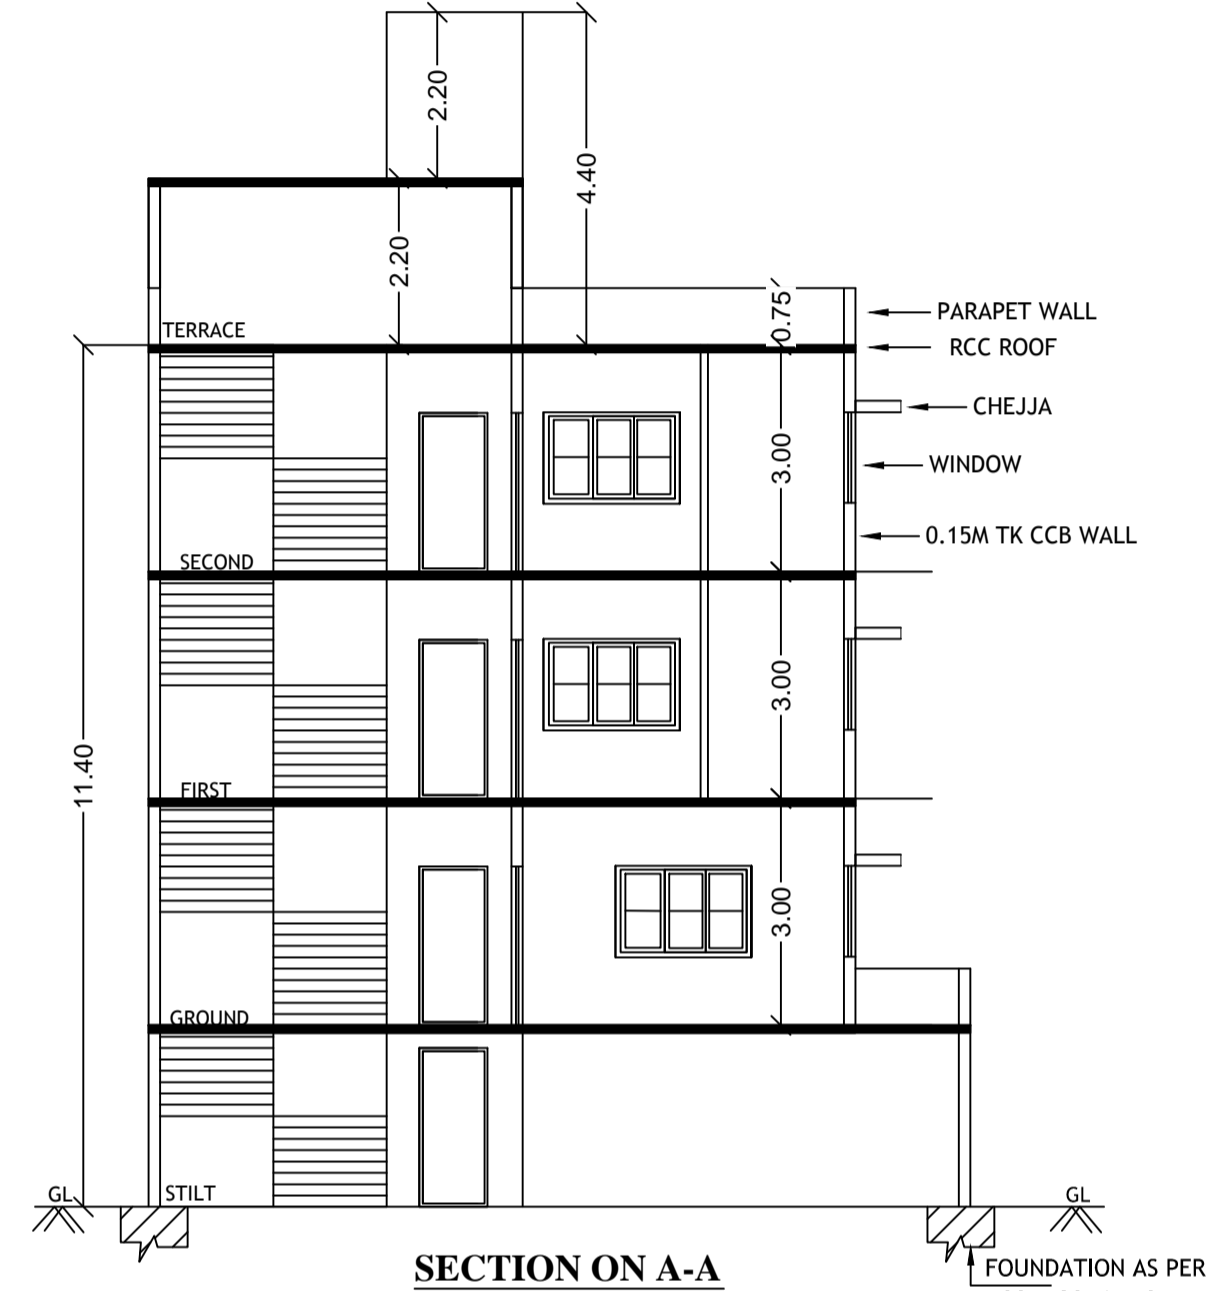 2.20
4.40
2.20
0.75
PARAPET WALL
TERRACE
RCC ROOF
CHEJJA
3.00
WINDOW
0.15M TK CCB WALL
SECOND
3.00
11.40
FIRST
3.00
GROUND
GL
STILT
GL
SECTION ON A-A
FOUNDATION AS PER